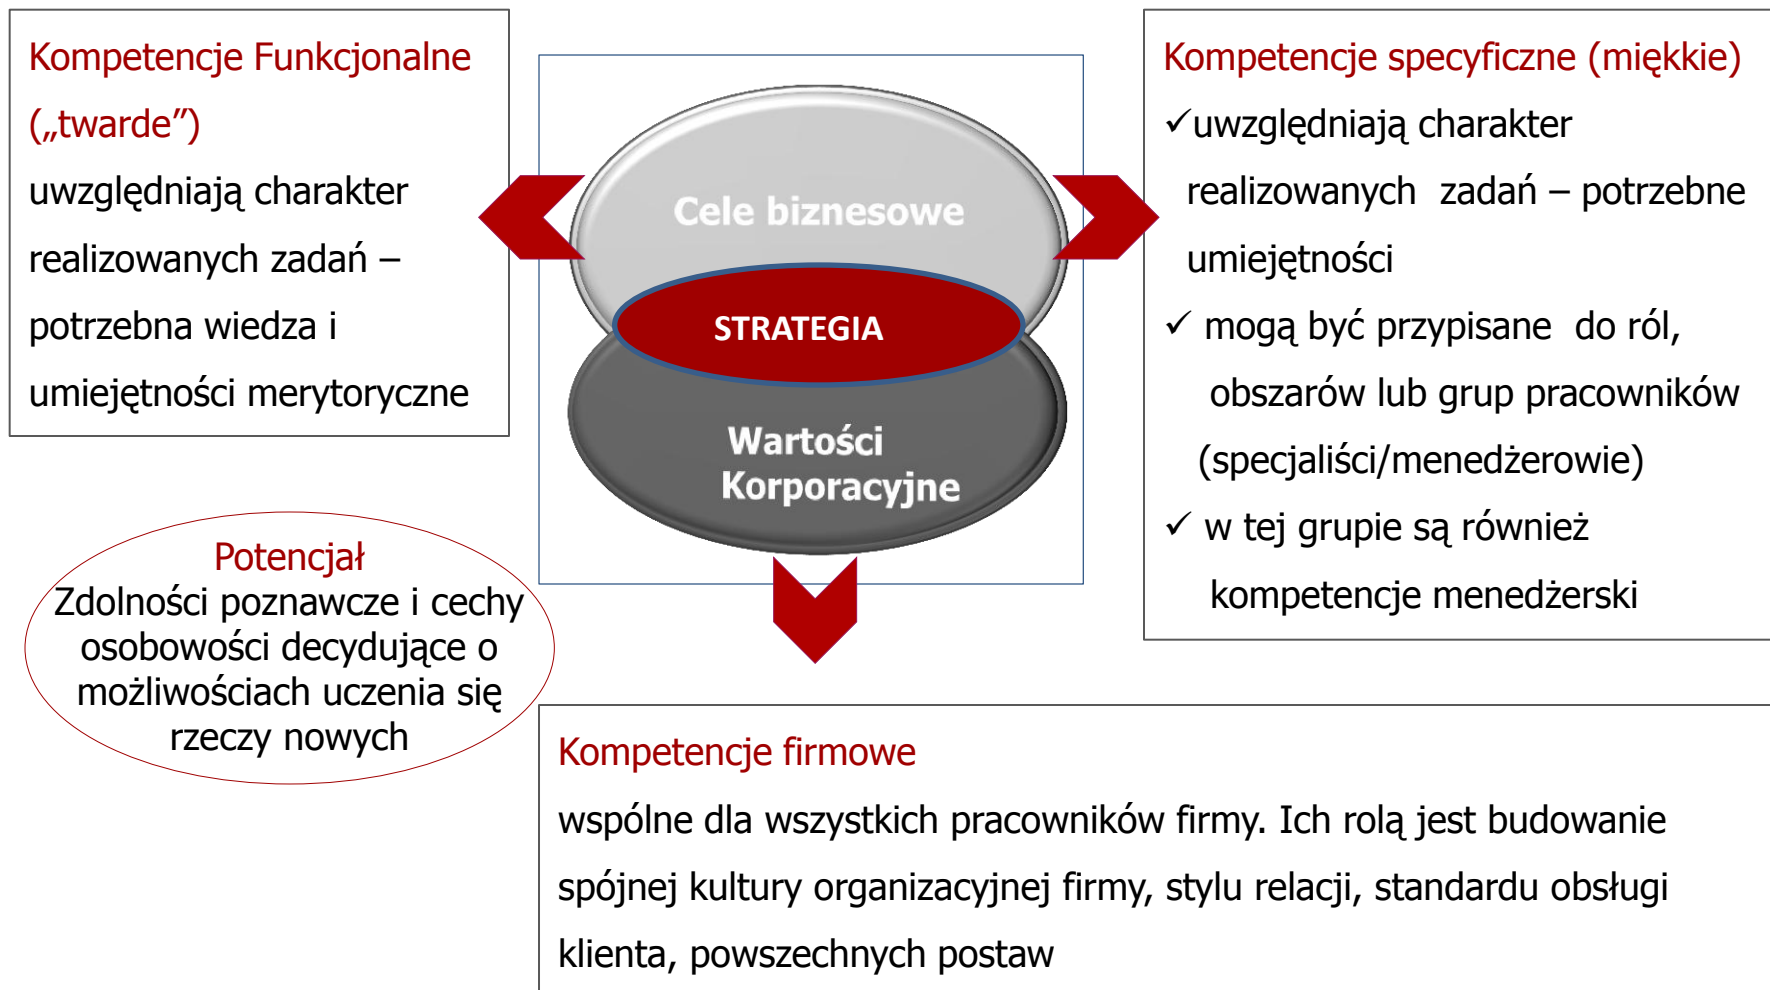 Kompetencje Funkcjonalne
(„twarde”)
uwzględniają charakter
realizowanych zadań –
potrzebna wiedza i
umiejętności merytoryczne
Cele biznesowe
STRATEGIA
Wartości
Korporacyjne
Kompetencje specyficzne (miękkie)
✓uwzględniają charakter
realizowanych zadań – potrzebne
umiejętności
✓ mogą być przypisane do ról,
obszarów lub grup pracowników
(specjaliści/menedżerowie)
✓ w tej grupie są również
kompetencje menedżerski
Potencjał
Zdolności poznawcze i cechy
osobowości decydujące o
możliwościach uczenia się
rzeczy nowych
Kompetencje firmowe
wspólne dla wszystkich pracowników firmy. Ich rolą jest budowanie
spójnej kultury organizacyjnej firmy, stylu relacji, standardu obsługi
klienta, powszechnych postaw